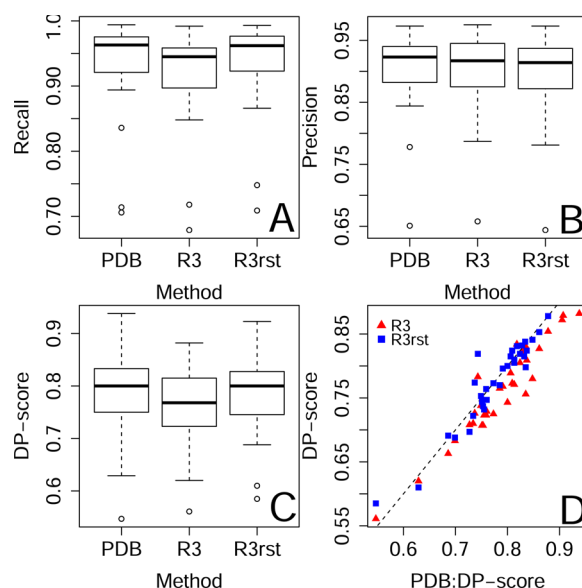 1.0
0.90
0.80
0.70
Recall
A
PDB R3 R3rst
Method
0.95
0.85
0.75
0.65
Precision
B
PDB R3 R3rst
Method
0.9
0.8
0.7
0.6
DP-score
C
PDB R3 R3rst
Method
0.85
0.75
0.65
0.55
DP-score
R3
R3rst
D
0.6 0.7 0.8 0.9
PDB:DP-score